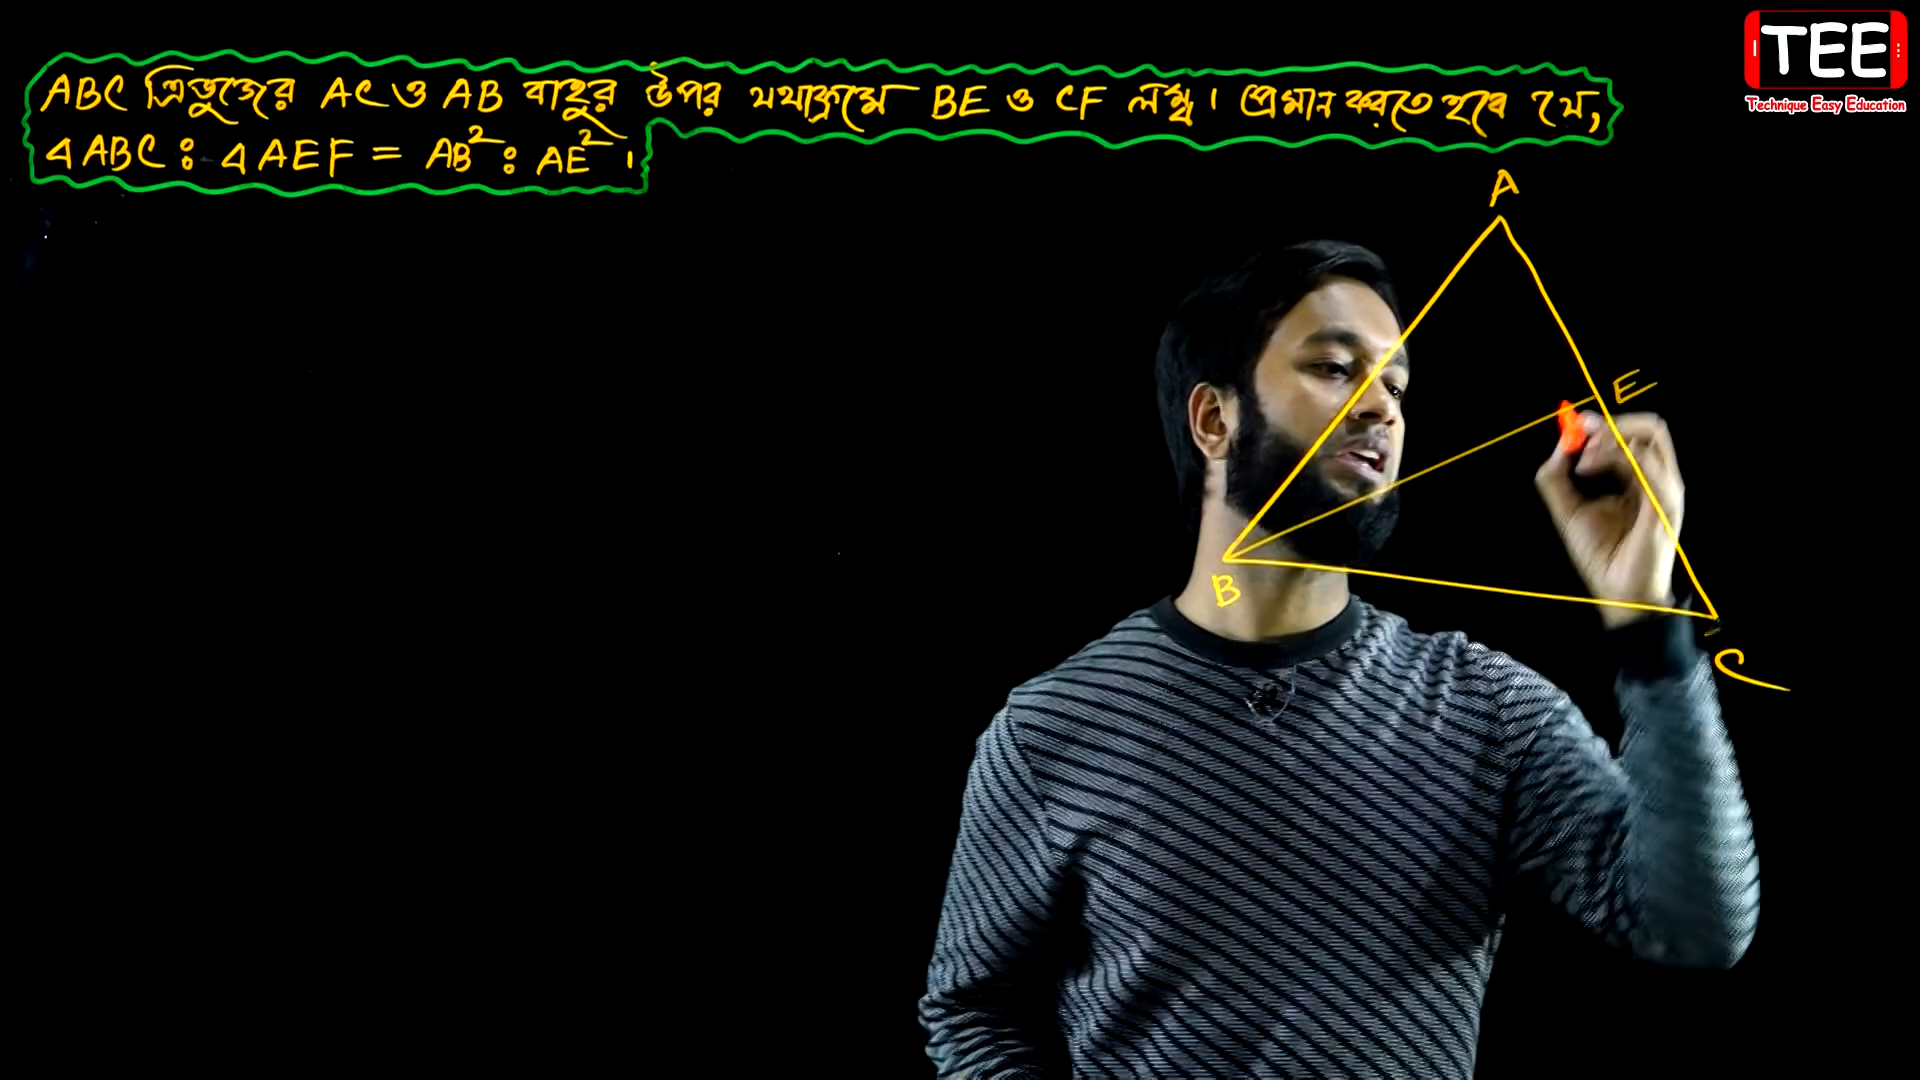 TEE
Technique Easy Education
ABC ত্রিভুজের AC ও AB বাহুর উপর যথাক্রমে BE ও CF লম্ব। প্রমান করতে হবে যে,
⊿ABC : ⊿AEF = AB² : AE² ।
A
E
B
C